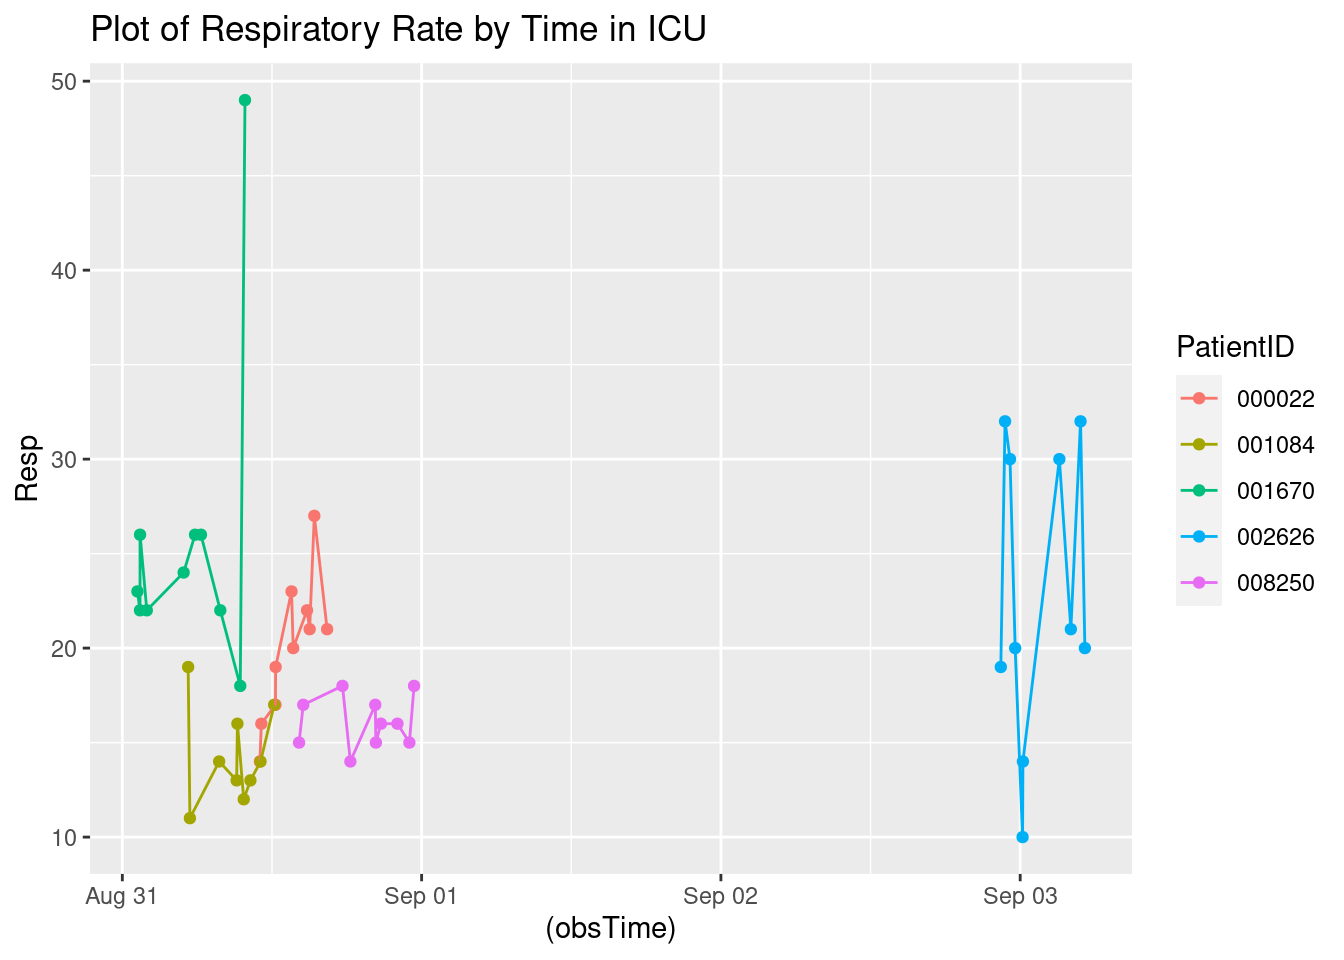 Plot of Respiratory Rate by Time in ICU
50
40
30
20
10
Resp
Aug 31 Sep 01 Sep 02 Sep 03
(obsTime)
PatientID
000022
001084
001670
002626
008250